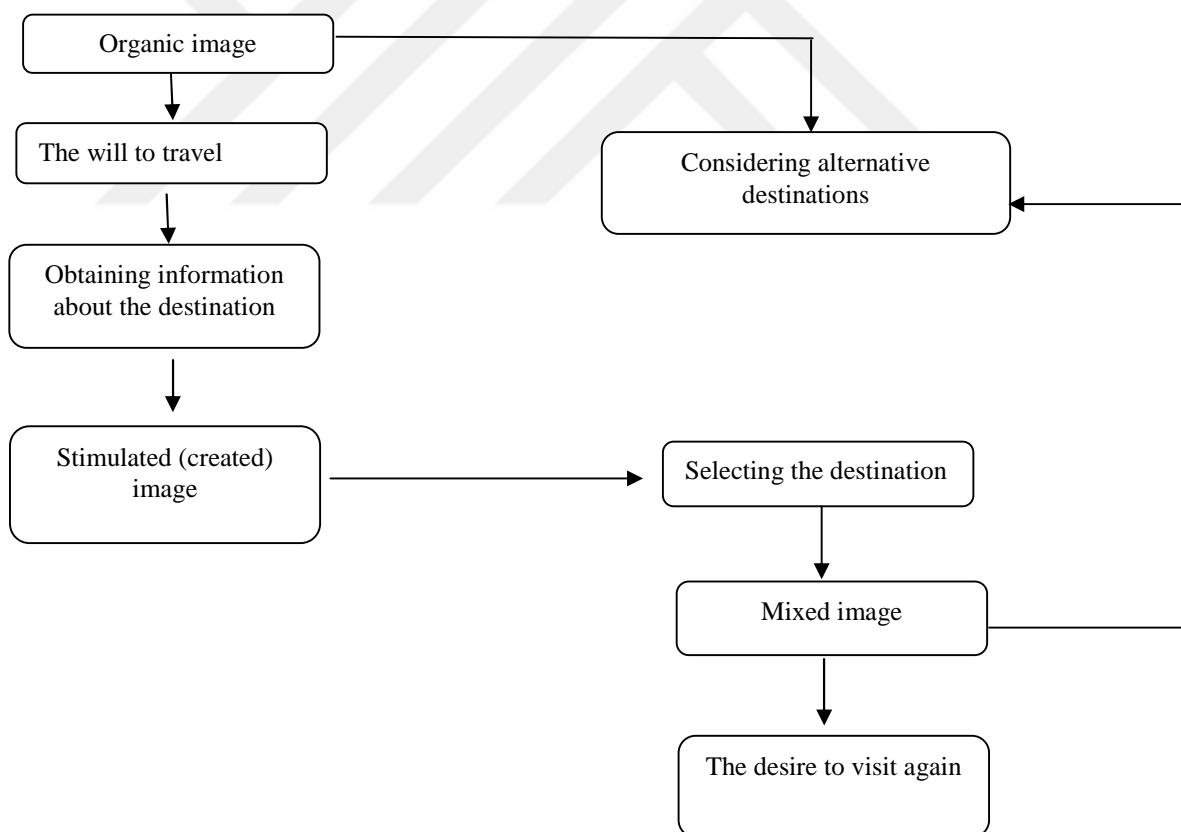 Organic image
The will to travel
Considering alternative
destinations
Obtaining information
about the destination
Stimulated (created)
image
Selecting the destination
Mixed image
The desire to visit again